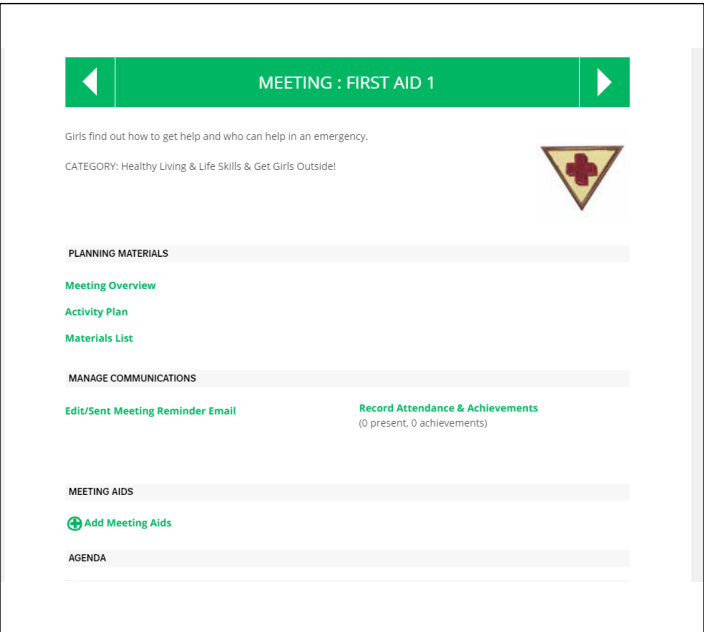 MEETING : FIRST AID 1
Girls find out how to get help and who can help in an emergency.
CATEGORY: Healthy Living & Life Skills & Get Girls Outside!
PLANNING MATERIALS
Meeting Overview
Activity Plan
Materials List
MANAGE COMMUNICATIONS
Edit/Sent Meeting Reminder Email
Record Attendance & Achievements
(0 present, 0 achievements)
MEETING AIDS
Add Meeting Aids
AGENDA